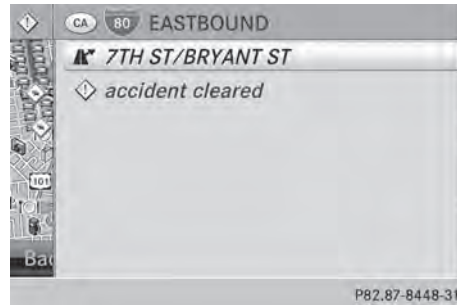 CA 80 EASTBOUND
7TH ST/BRYANT ST
accident cleared
101
Bac
P82.87-8448-31